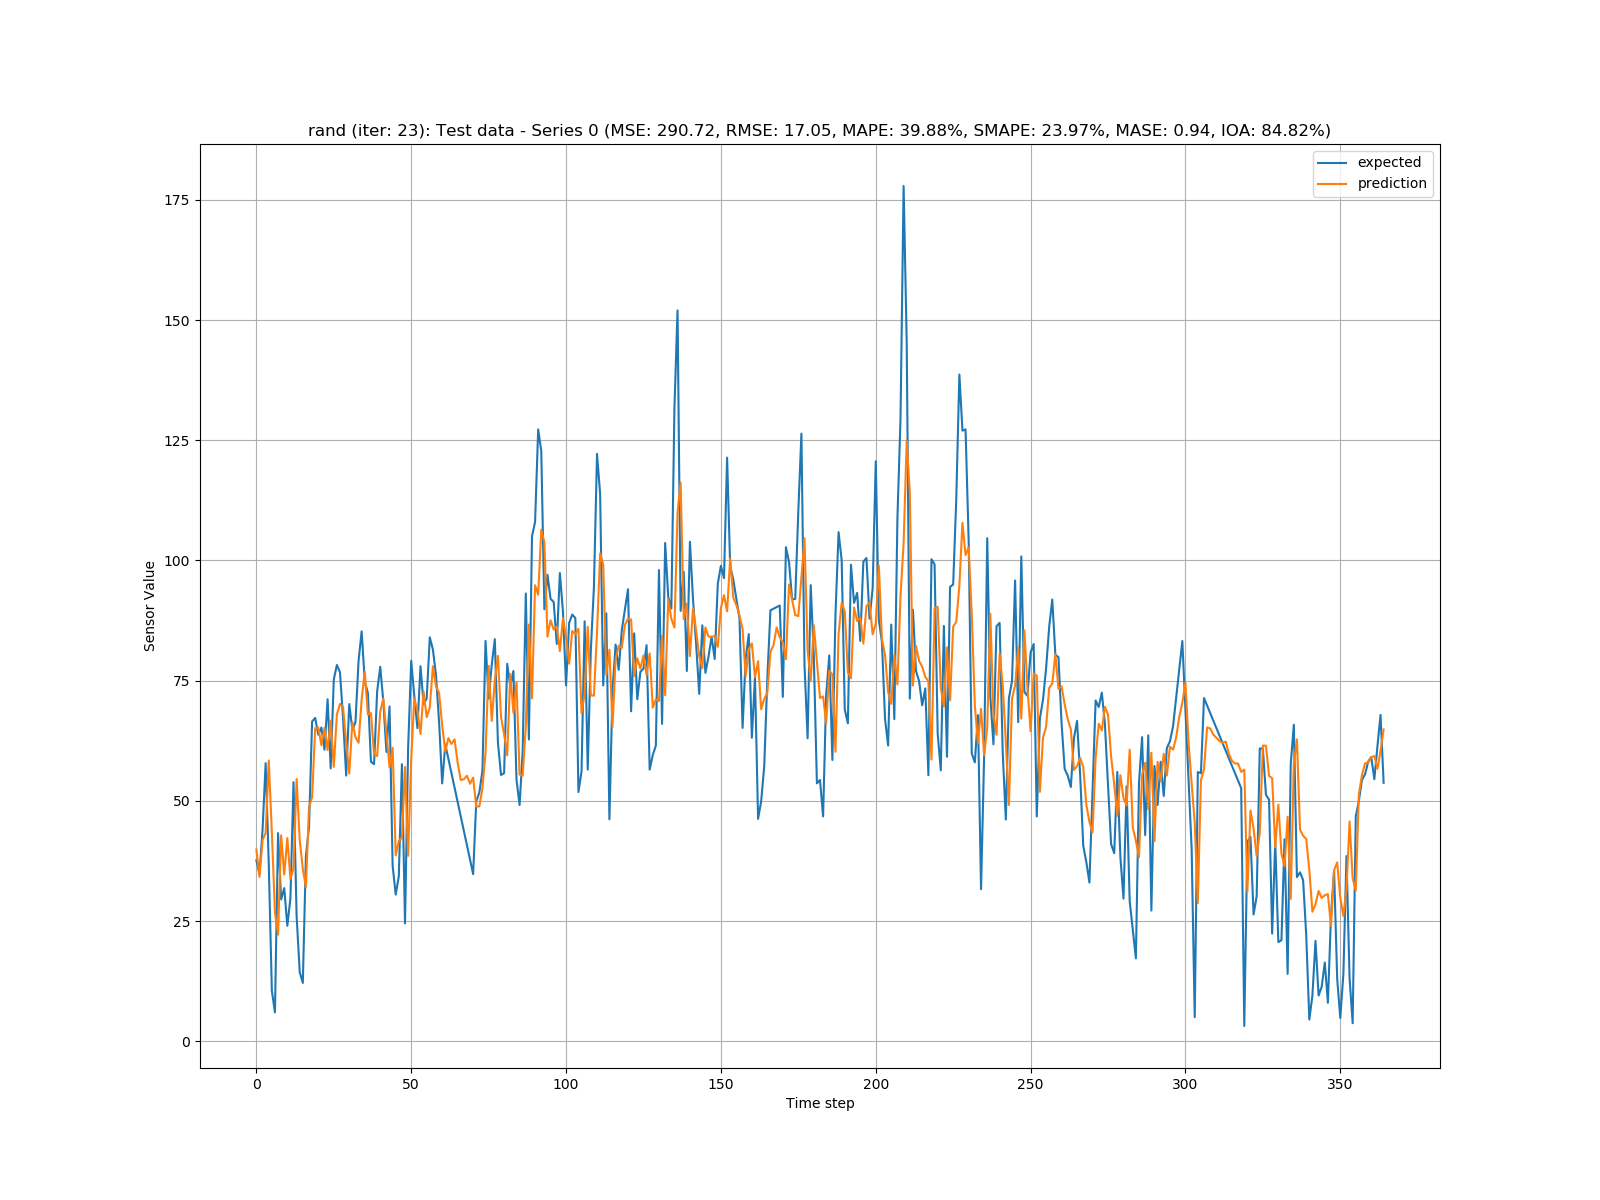 rand (iter: 23): Test data - Series 0 (MSE: 290.72, RMSE: 17.05, MAPE: 39.88%, SMAPE: 23.97%, MASE: 0.94, IOA: 84.82%)
expected
prediction
175
150
125
100
75
50
25
0
Sensor Value
0 50 100 150 200 250 300 350
Time step